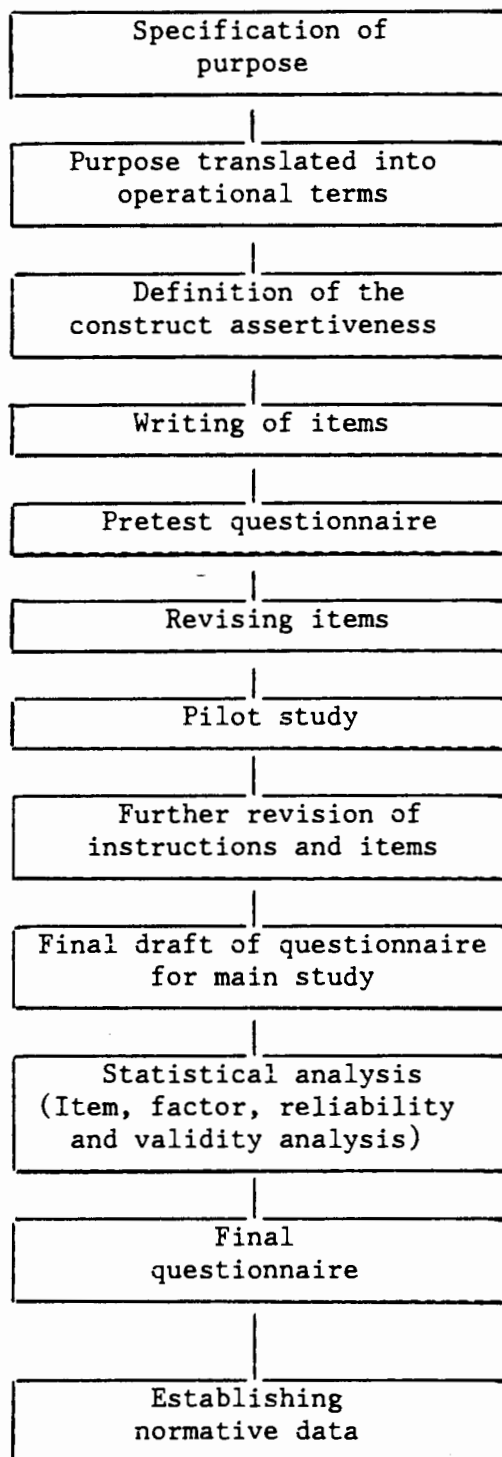 Specification of
purpose
Purpose translated into
operational terms
Definition of the
construct assertiveness
Writing of items
Pretest questionnaire
Revising items
Pilot study
Further revision of
instructions and items
Final draft of questionnaire
for main study
Statistical analysis
(Item, factor, reliability
and validity analysis)
Final
questionnaire
Establishing
normative data